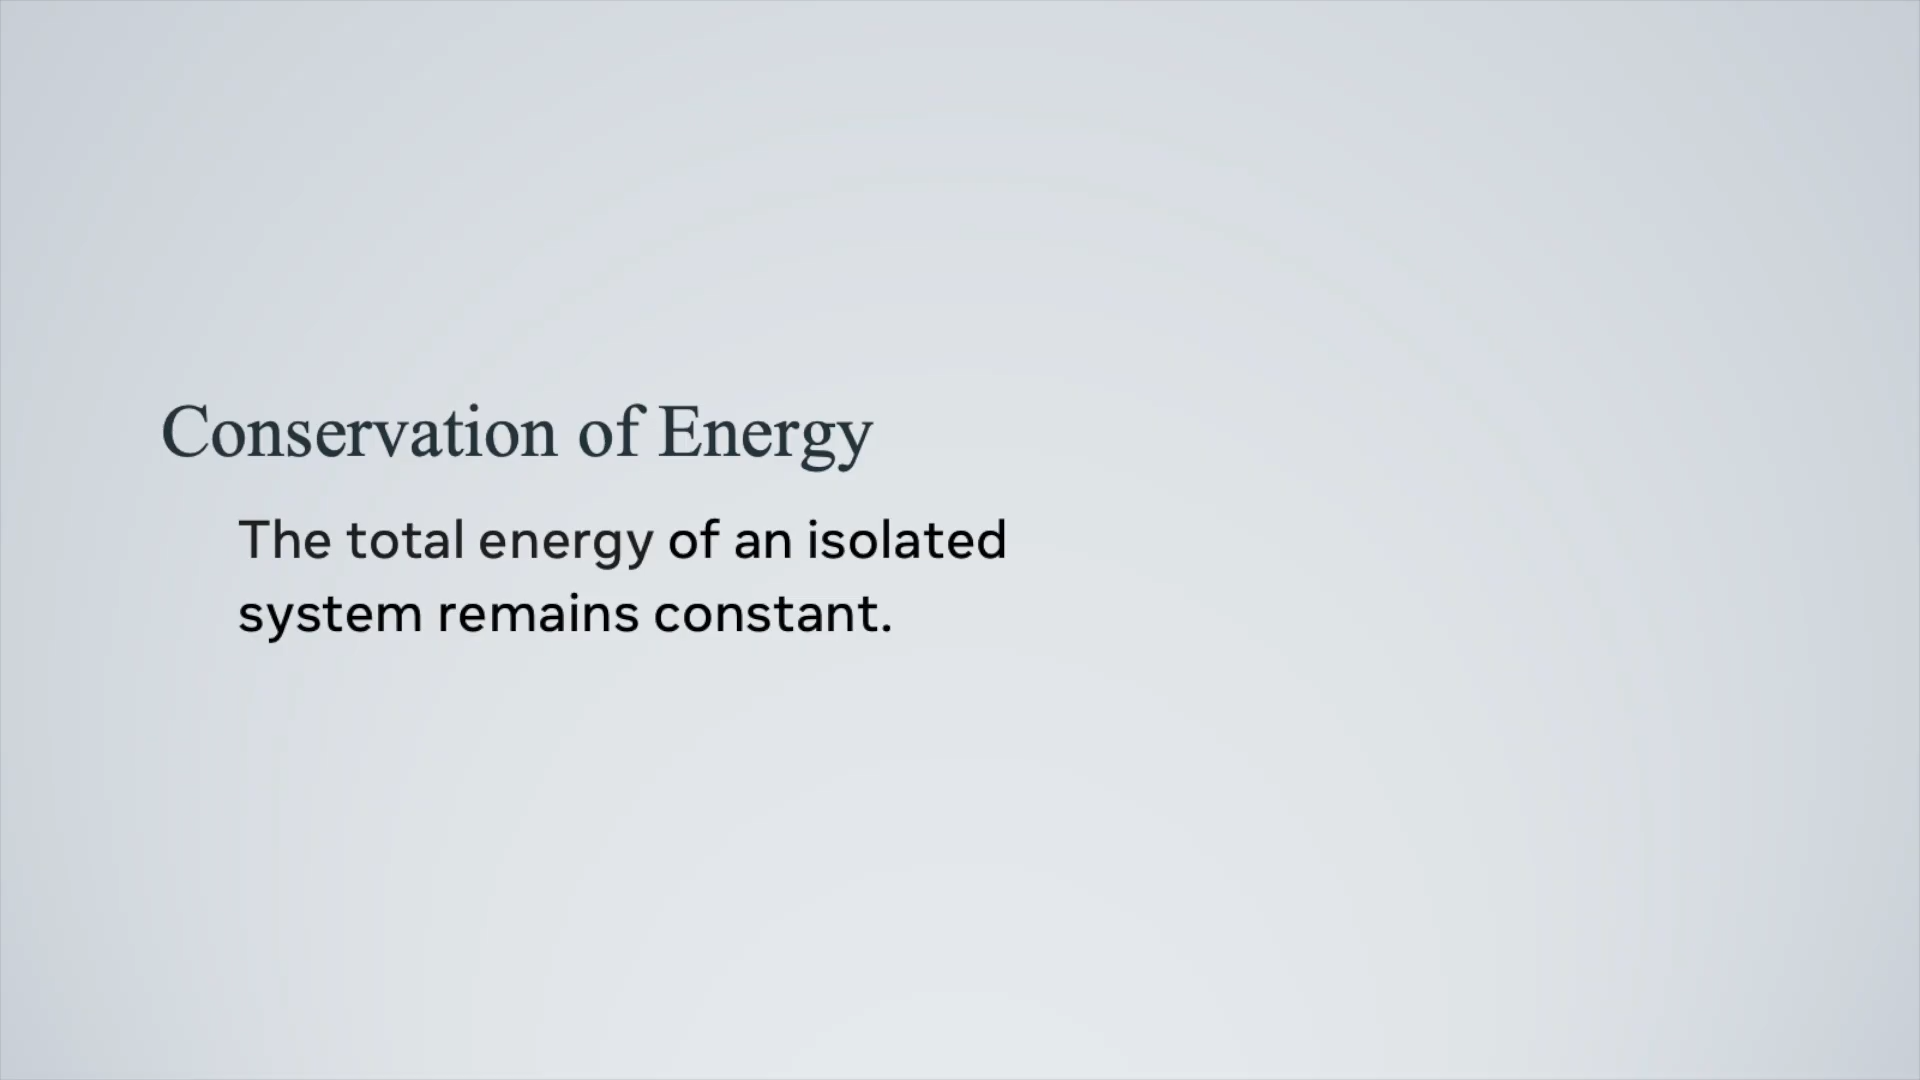 Conservation of Energy
The total energy of an isolated
system remains constant.